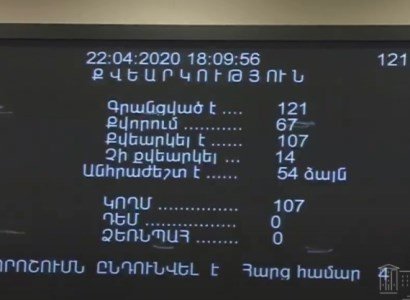 22:04:2020 18:09:56 121
ՔՎԵԱՐԿՈՒԹՅՈՒՆ
Գրանցված է .... 121
Քվորում ............ 67
Քվեարկել է ...... 107
Չի քվեարկել .... 14
Անհրաժեշտ է ...... 54 ձայն
ԿՈՂՄ ............... 107
ԴԵՄ ................. 0
ՁԵՌՆՊԱՀ ........ 0
ՈՐՈՇՈՒՄՆ ԸՆԴՈՒՆՎԵԼ է Հարց համար 4